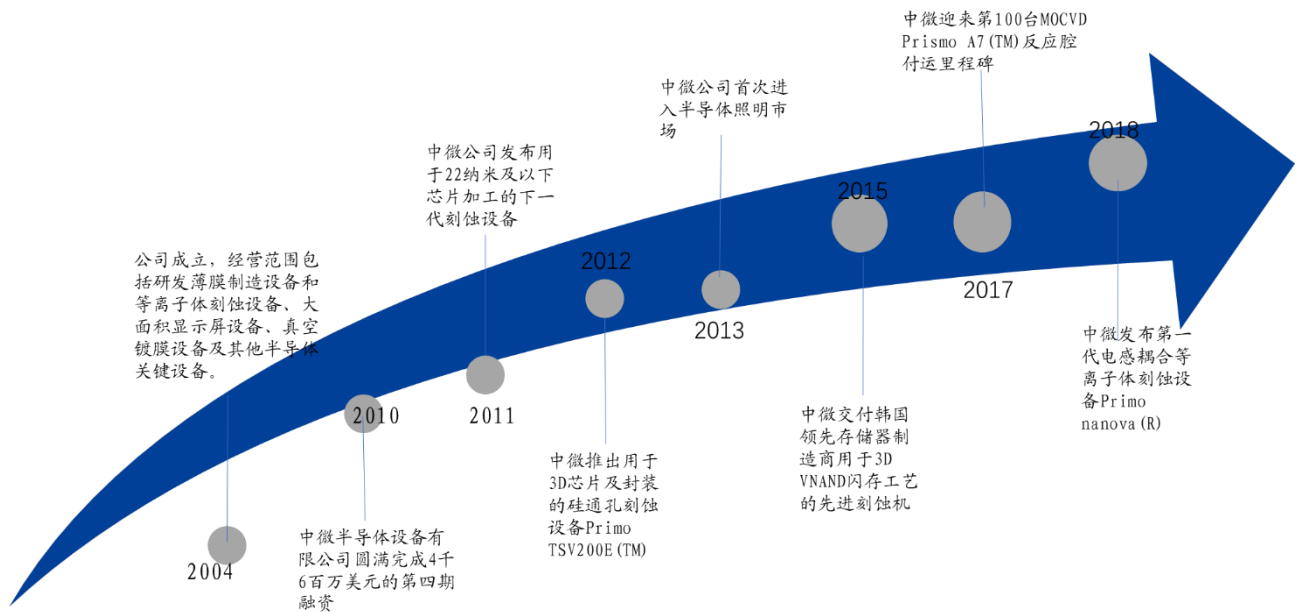 公司成立，经营范围包
括研发薄膜制造设备和
等离子体刻蚀设备、大
面积显示屏设备、真空
镀膜设备及其他半导体
关键设备。
2004
2010
中微半导体设备有
限公司圆满完成4千
6百万美元的第四期
融资
中微公司发布用
于22纳米及以下
芯片加工的下一
代刻蚀设备
2011
2012
中微推出用于
3D芯片及封装
的硅通孔刻蚀
设备Primo
TSV200E(TM)
中微公司首次进
入半导体照明市
场
2013
2015
中微交付韩国
领先存储器制
造商用于3D
VNAND闪存工艺
的先进刻蚀机
中微迎来第100台MOCVD
Prismo A7(TM)反应腔
付运里程碑
2017
2018
中微发布第一
代电感耦合等
离子体刻蚀设
备Primo
nanova(R)